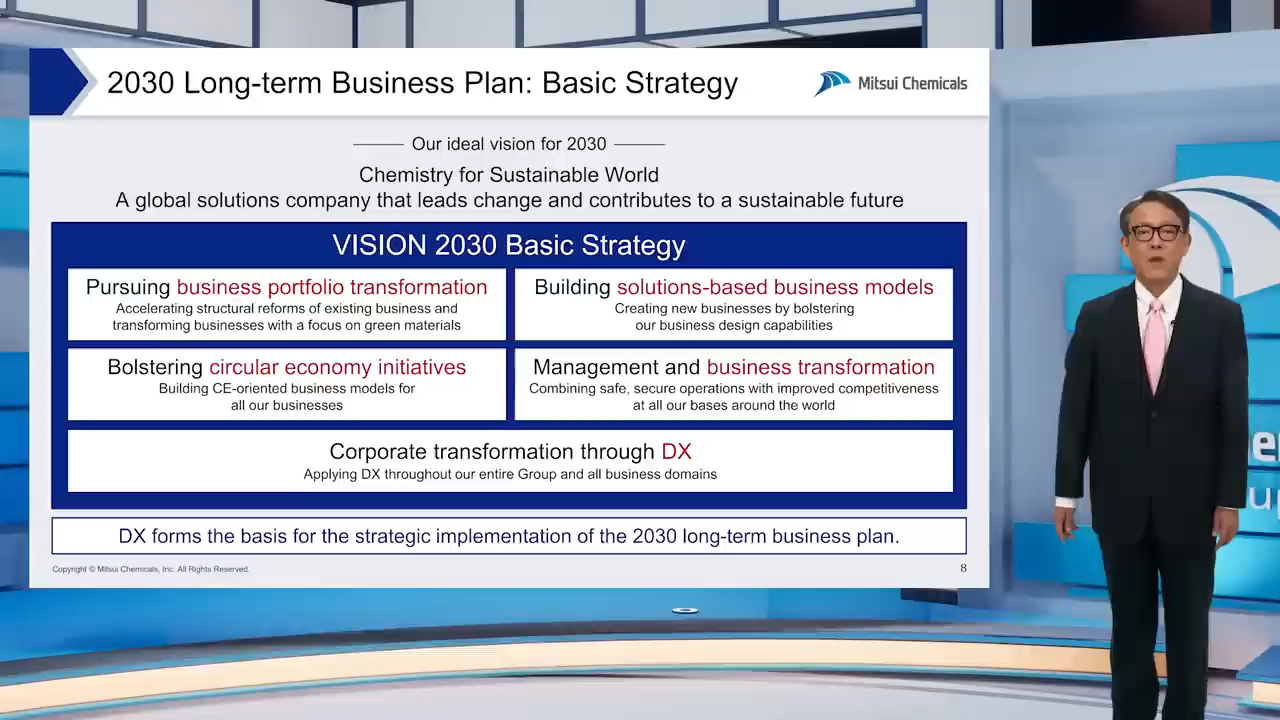 2030 Long-term Business Plan: Basic Strategy
Mitsui Chemicals
Our ideal vision for 2030
Chemistry for Sustainable World
A global solutions company that leads change and contributes to a sustainable future
VISION 2030 Basic Strategy
Pursuing business portfolio transformation
Accelerating structural reforms of existing business and
transforming businesses with a focus on green materials
Building solutions-based business models
Creating new businesses by bolstering
our business design capabilities
Bolstering circular economy initiatives
Building CE-oriented business models for
all our businesses
Management and business transformation
Combining safe, secure operations with improved competitiveness
at all our bases around the world
Corporate transformation through DX
Applying DX throughout our entire Group and all business domains
DX forms the basis for the strategic implementation of the 2030 long-term business plan.
Copyright © Mitsui Chemicals, Inc. All Rights Reserved.
8